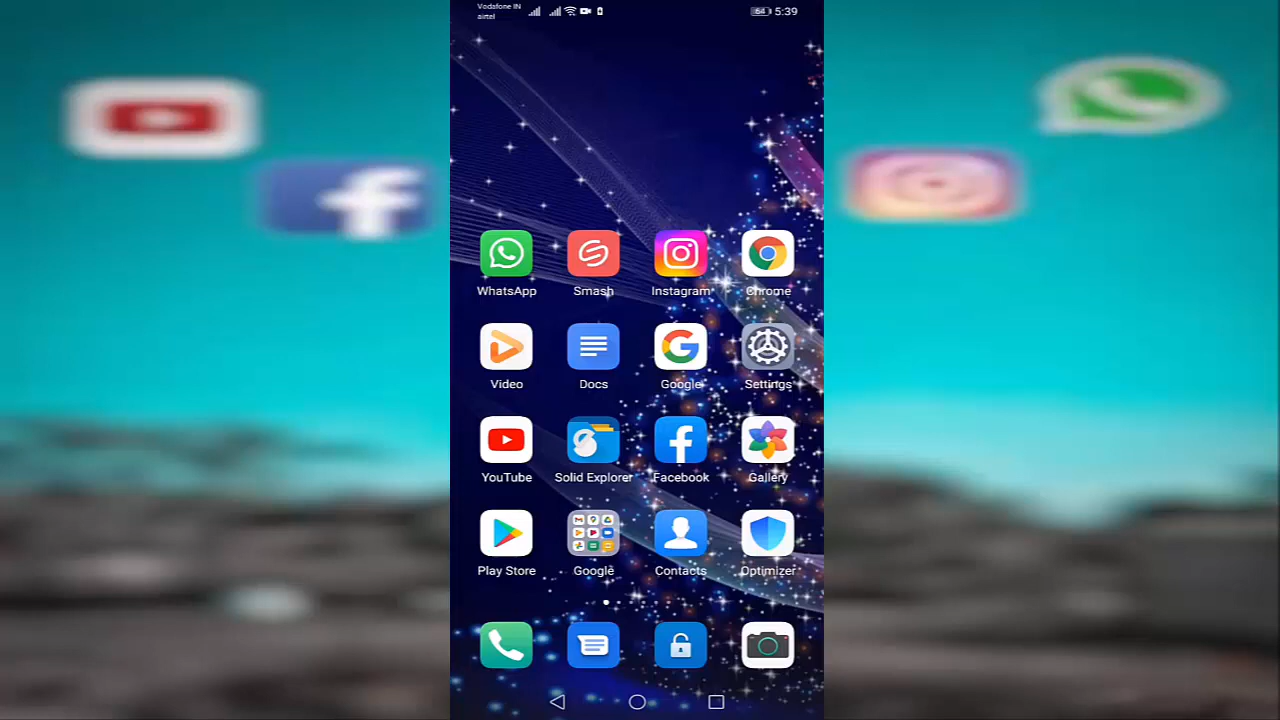 Vodafone IN
airtel
64 5:39
WhatsApp Smash Instagram Chrome
Video Docs Google Settings
YouTube Solid Explorer Facebook Gallery
Play Store Google Contacts Optimizer